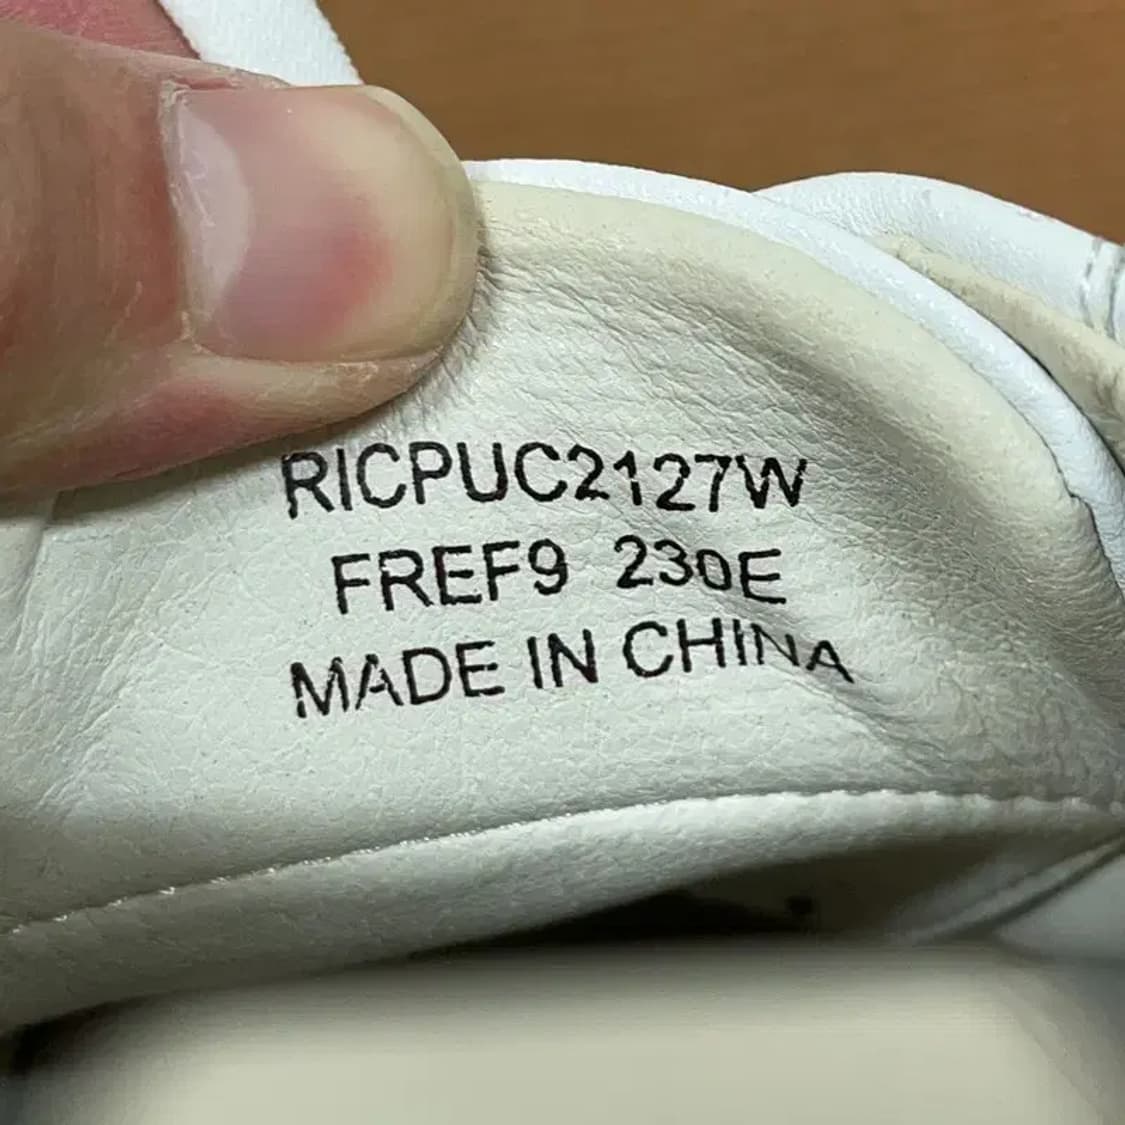 RICPUC2127W
FREF9 230E
MADE IN CHINA